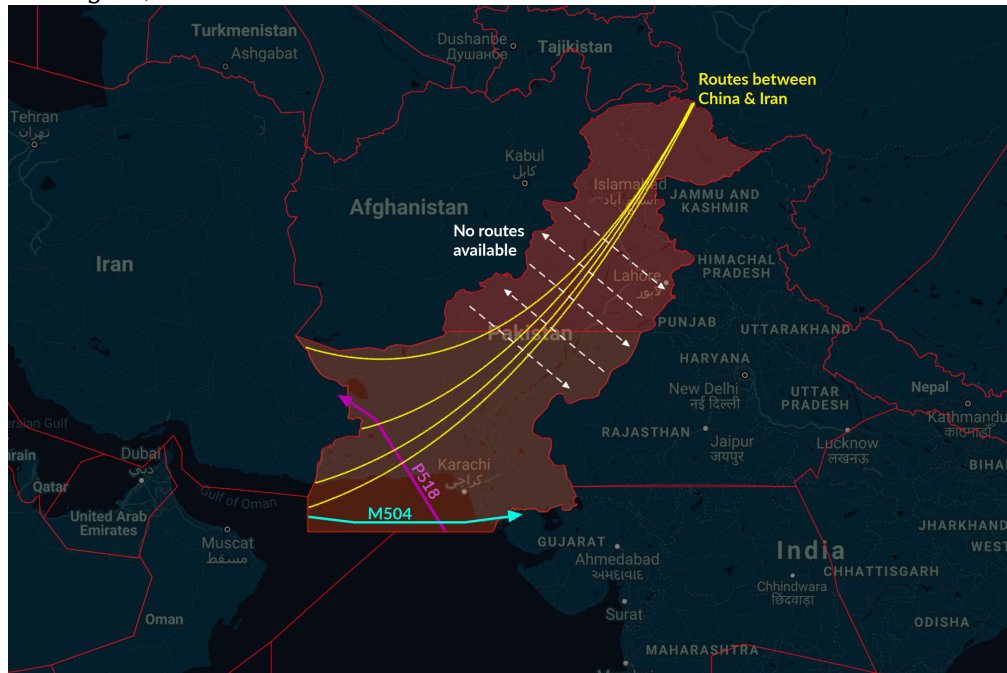 Turkmenistan
Ashgabat
Dushanbe
Душанбе
Tajikistan
Routes between
China & Iran
Tehran
تهران
Kabul
كابل
Islamabad
اسلام آباد
JAMMU AND
KASHMIR
Afghanistan
No routes
available
Iran
HIMACHAL
PRADESH
Lahore
لاہور
PUNJAB
UTTARAKHAND
Pakistan
HARYANA
New Delhi
नई दिल्ली
UTTAR
PRADESH
Nepal
Kathmandu
काठमाडौं
RAJASTHAN
Jaipur
जयपुर
Lucknow
लखनऊ
Persian Gulf
Dubai
دبي
Qatar
Gulf of Oman
Karachi
کراچی
P518
M504
United Arab
Emirates
Muscat
مسقط
GUJARAT
Ahmedabad
અમદાવાદ
India
JHARKHAND
CHHATTISGARH
Chhindwara
छिंदवाड़ा
Oman
Surat
ODISHA
MAHARASHTRA